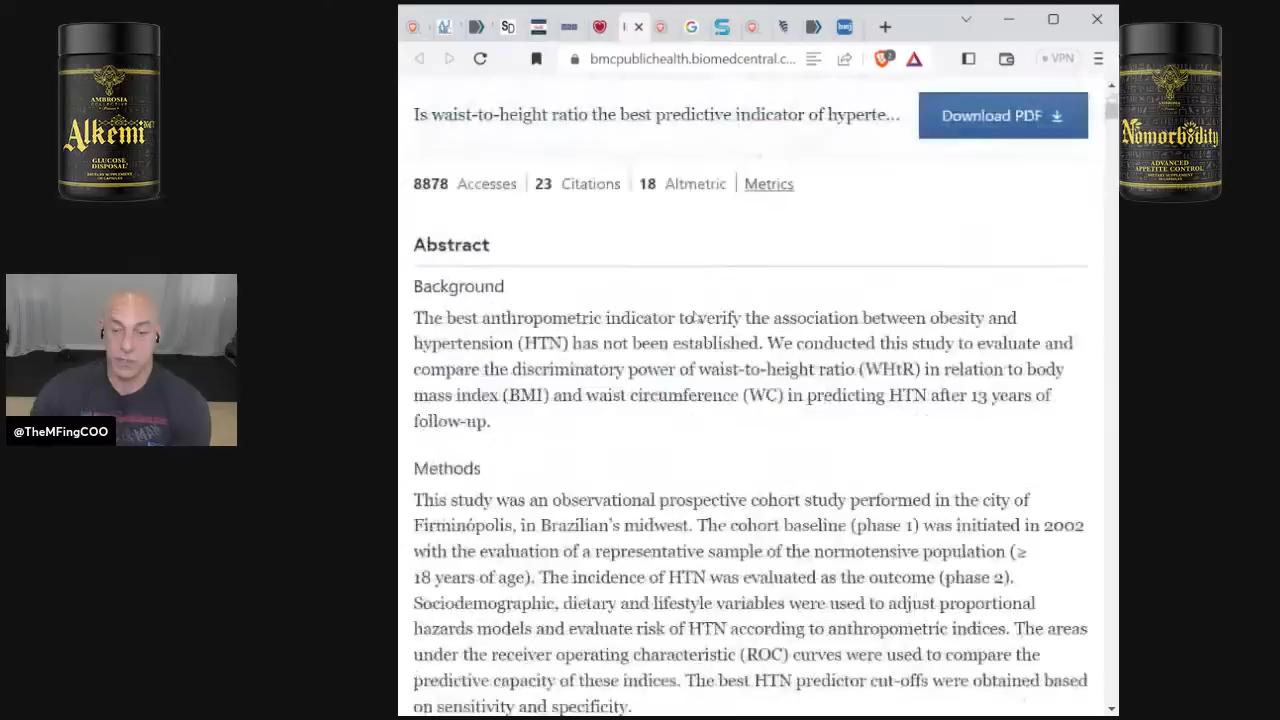 bmcpublichealth.biomedcentral.c...
VPN
Is waist-to-height ratio the best predictive indicator of hyperte...
Download PDF
8878 Accesses
23 Citations
18 Altmetric
Metrics
Abstract
Background
The best anthropometric indicator to verify the association between obesity and
hypertension (HTN) has not been established. We conducted this study to evaluate and
compare the discriminatory power of waist-to-height ratio (WHtR) in relation to body
mass index (BMI) and waist circumference (WC) in predicting HTN after 13 years of
follow-up.
Methods
This study was an observational prospective cohort study performed in the city of
Firminópolis, in Brazilian's midwest. The cohort baseline (phase 1) was initiated in 2002
with the evaluation of a representative sample of the normotensive population (≥
18 years of age). The incidence of HTN was evaluated as the outcome (phase 2).
Sociodemographic, dietary and lifestyle variables were used to adjust proportional
hazards models and evaluate risk of HTN according to anthropometric indices. The areas
under the receiver operating characteristic (ROC) curves were used to compare the
predictive capacity of these indices. The best HTN predictor cut-offs were obtained based
on sensitivity and specificity.
AMBROSIA
COLLECTIVE
Alkemi
GLUCOSE
DISPOSAL
DIETARY SUPPLEMENT
@TheMFingCOO
Nomorbidity
ADVANCED
APPETITE CONTROL
DIETARY SUPPLEMENT